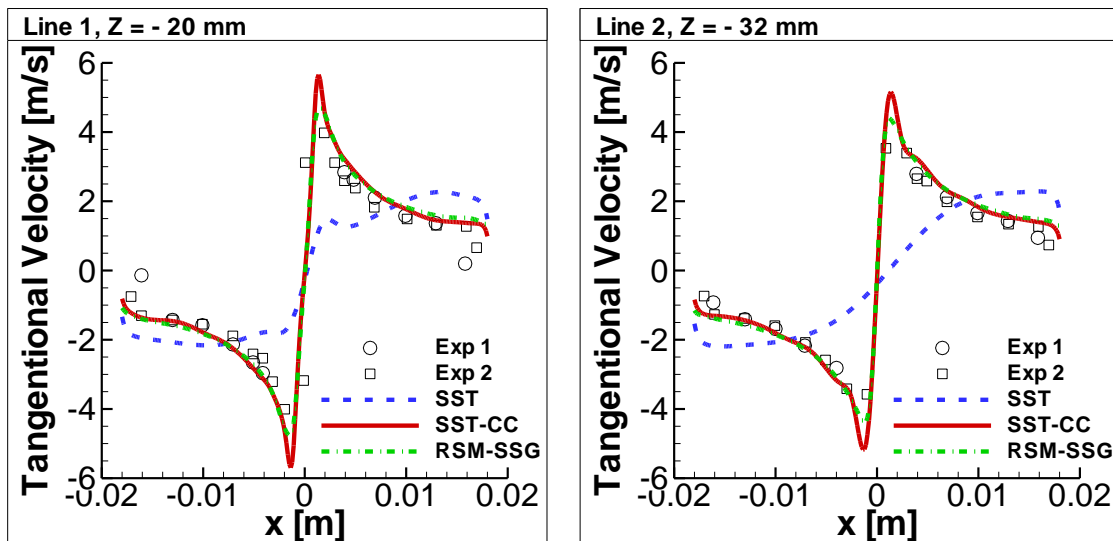 Line 1, Z = - 20 mm
Tangentional Velocity [m/s]
6
4
2
0
-2
-4
-6
-0.02
-0.01
0
0.01
0.02
x [m]
Exp 1
Exp 2
SST
SST-CC
RSM-SSG
Line 2, Z = - 32 mm
Tangentional Velocity [m/s]
6
4
2
0
-2
-4
-6
-0.02
-0.01
0
0.01
0.02
x [m]
Exp 1
Exp 2
SST
SST-CC
RSM-SSG